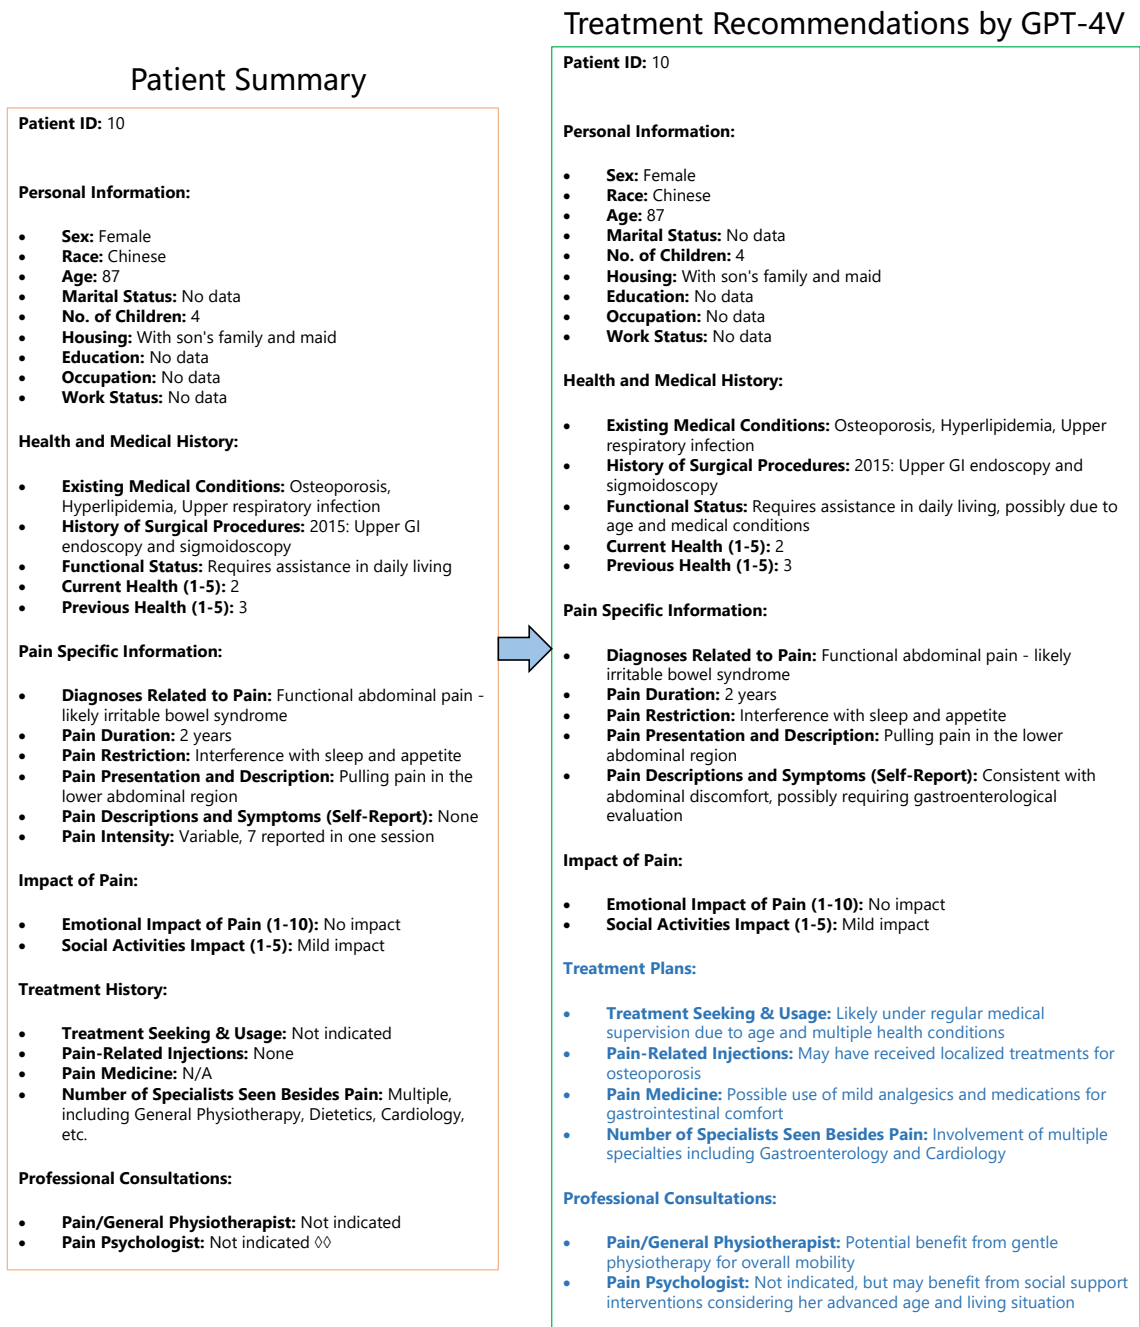 Patient Summary
Patient ID: 10
Personal Information:
• Sex: Female
• Race: Chinese
• Age: 87
• Marital Status: No data
• No. of Children: 4
• Housing: With son's family and maid
• Education: No data
• Occupation: No data
• Work Status: No data
Health and Medical History:
• Existing Medical Conditions: Osteoporosis,
Hyperlipidemia, Upper respiratory infection
• History of Surgical Procedures: 2015: Upper GI
endoscopy and sigmoidoscopy
• Functional Status: Requires assistance in daily living
• Current Health (1-5): 2
• Previous Health (1-5): 3
Pain Specific Information:
• Diagnoses Related to Pain: Functional abdominal pain -
likely irritable bowel syndrome
• Pain Duration: 2 years
• Pain Restriction: Interference with sleep and appetite
• Pain Presentation and Description: Pulling pain in the
lower abdominal region
• Pain Descriptions and Symptoms (Self-Report): None
• Pain Intensity: Variable, 7 reported in one session
Impact of Pain:
• Emotional Impact of Pain (1-10): No impact
• Social Activities Impact (1-5): Mild impact
Treatment History:
• Treatment Seeking & Usage: Not indicated
• Pain-Related Injections: None
• Pain Medicine: N/A
• Number of Specialists Seen Besides Pain: Multiple,
including General Physiotherapy, Dietetics, Cardiology,
etc.
Professional Consultations:
• Pain/General Physiotherapist: Not indicated
• Pain Psychologist: Not indicated ◊◊
Treatment Recommendations by GPT-4V
Patient ID: 10
Personal Information:
• Sex: Female
• Race: Chinese
• Age: 87
• Marital Status: No data
• No. of Children: 4
• Housing: With son's family and maid
• Education: No data
• Occupation: No data
• Work Status: No data
Health and Medical History:
• Existing Medical Conditions: Osteoporosis, Hyperlipidemia, Upper
respiratory infection
• History of Surgical Procedures: 2015: Upper GI endoscopy and
sigmoidoscopy
• Functional Status: Requires assistance in daily living, possibly due to
age and medical conditions
• Current Health (1-5): 2
• Previous Health (1-5): 3
Pain Specific Information:
• Diagnoses Related to Pain: Functional abdominal pain - likely
irritable bowel syndrome
• Pain Duration: 2 years
• Pain Restriction: Interference with sleep and appetite
• Pain Presentation and Description: Pulling pain in the lower
abdominal region
• Pain Descriptions and Symptoms (Self-Report): Consistent with
abdominal discomfort, possibly requiring gastroenterological
evaluation
Impact of Pain:
• Emotional Impact of Pain (1-10): No impact
• Social Activities Impact (1-5): Mild impact
Treatment Plans:
• Treatment Seeking & Usage: Likely under regular medical
supervision due to age and multiple health conditions
• Pain-Related Injections: May have received localized treatments for
osteoporosis
• Pain Medicine: Possible use of mild analgesics and medications for
gastrointestinal comfort
• Number of Specialists Seen Besides Pain: Involvement of multiple
specialties including Gastroenterology and Cardiology
Professional Consultations:
• Pain/General Physiotherapist: Potential benefit from gentle
physiotherapy for overall mobility
• Pain Psychologist: Not indicated, but may benefit from social support
interventions considering her advanced age and living situation